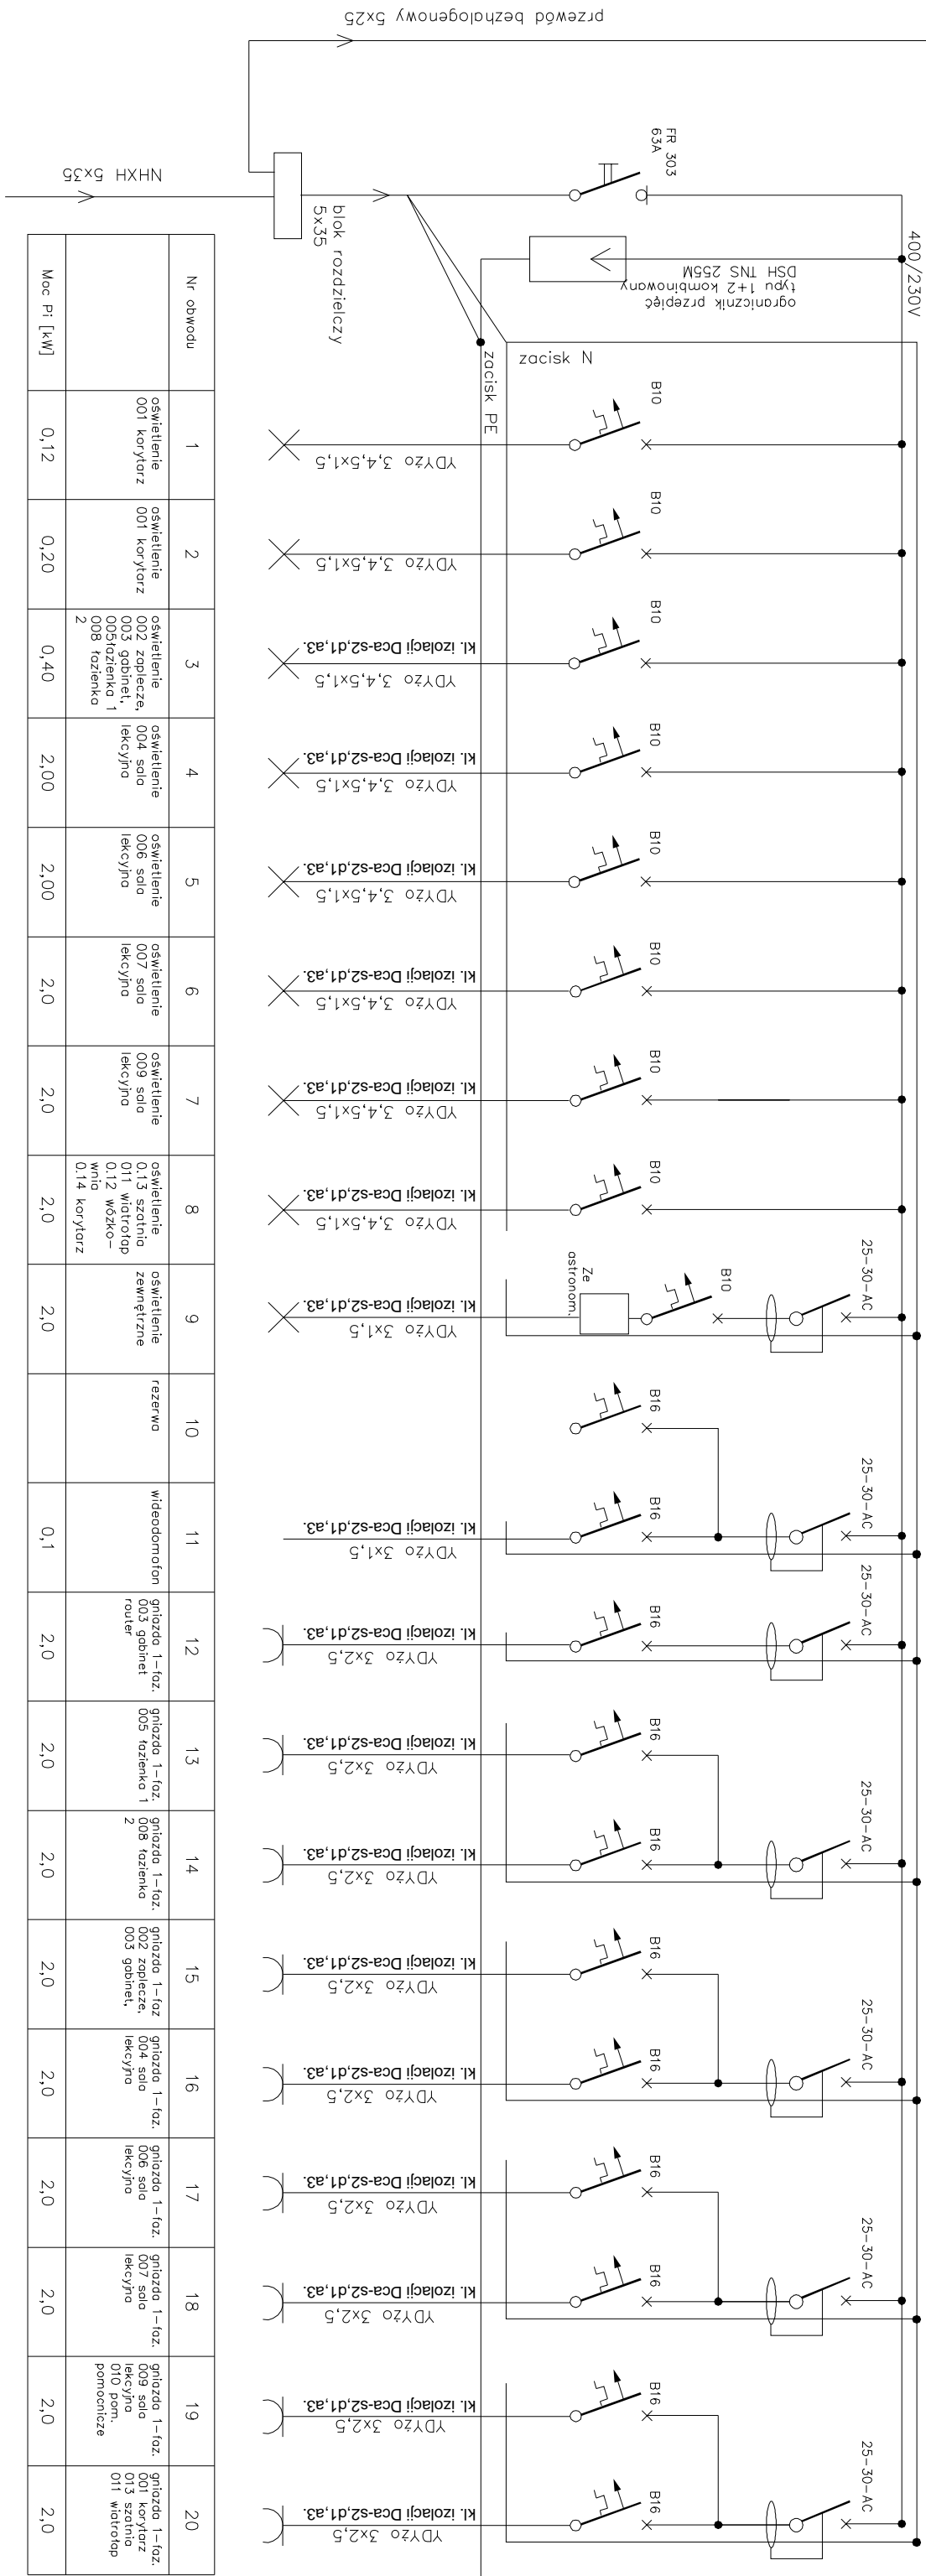 przewód bezhalogenowy 5x25
NHXH 5x35
blok rozdzielczy
5x35
FR 303
63A
400/230V
ogranicznik przepięć
typu 1+2 kombinowany
DSH TNS 255M
zacisk N
zacisk PE
B10
B10
B10
B10
B10
B10
B10
B10
B10
Ze
astronom.
25-30-AC
B16
B16
25-30-AC
B16
25-30-AC
B16
B16
25-30-AC
B16
B16
25-30-AC
B16
B16
25-30-AC
B16
B16
25-30-AC
YDYżo 3,4,5x1,5
YDYżo 3,4,5x1,5
kl. izolacji Dca-s2,d1,a3.
YDYżo 3,4,5x1,5
kl. izolacji Dca-s2,d1,a3.
YDYżo 3,4,5x1,5
kl. izolacji Dca-s2,d1,a3.
YDYżo 3,4,5x1,5
kl. izolacji Dca-s2,d1,a3.
YDYżo 3,4,5x1,5
kl. izolacji Dca-s2,d1,a3.
YDYżo 3,4,5x1,5
kl. izolacji Dca-s2,d1,a3.
YDYżo 3,4,5x1,5
kl. izolacji Dca-s2,d1,a3.
YDYżo 3x1,5
kl. izolacji Dca-s2,d1,a3.
YDYżo 3x1,5
kl. izolacji Dca-s2,d1,a3.
YDYżo 3x2,5
kl. izolacji Dca-s2,d1,a3.
YDYżo 3x2,5
kl. izolacji Dca-s2,d1,a3.
YDYżo 3x2,5
kl. izolacji Dca-s2,d1,a3.
YDYżo 3x2,5
kl. izolacji Dca-s2,d1,a3.
YDYżo 3x2,5
kl. izolacji Dca-s2,d1,a3.
YDYżo 3x2,5
kl. izolacji Dca-s2,d1,a3.
YDYżo 3x2,5
kl. izolacji Dca-s2,d1,a3.
YDYżo 3x2,5
kl. izolacji Dca-s2,d1,a3.
YDYżo 3x2,5
Nr obwodu
1
2
3
4
5
6
7
8
9
10
11
12
13
14
15
16
17
18
19
20
oświetlenie
001 korytarz
oświetlenie
001 korytarz
oświetlenie
002 zaplecze,
003 gabinet,
005łazienka 1
008 łazienka
2
oświetlenie
004 sala
lekcyjna
oświetlenie
006 sala
lekcyjna
oświetlenie
007 sala
lekcyjna
oświetlenie
009 sala
lekcyjna
oświetlenie
0.13 szatnia
011 wiatrołap
0.12 wózko-
wnia
0.14 korytarz
oświetlenie
zewnętrzne
rezerwa
wideodomofon
gniazda 1-faz.
003 gabinet
router
gniazda 1-faz.
005 łazienka 1
gniazda 1-faz.
008 łazienka
2
gniazda 1-faz
002 zaplecze,
003 gabinet,
gniazda 1-faz.
004 sala
lekcyjna
gniazda 1-faz.
006 sala
lekcyjna
gniazda 1-faz.
007 sala
lekcyjna
gniazda 1-faz.
009 sala
lekcyjna
010 pom.
pomocnicze
gniazda 1-faz.
001 korytarz
013 szatnia
011 wiatrołap
Moc Pi [kW]
0,12
0,20
0,40
2,00
2,00
2,0
2,0
2,0
2,0
0,1
2,0
2,0
2,0
2,0
2,0
2,0
2,0
2,0
2,0